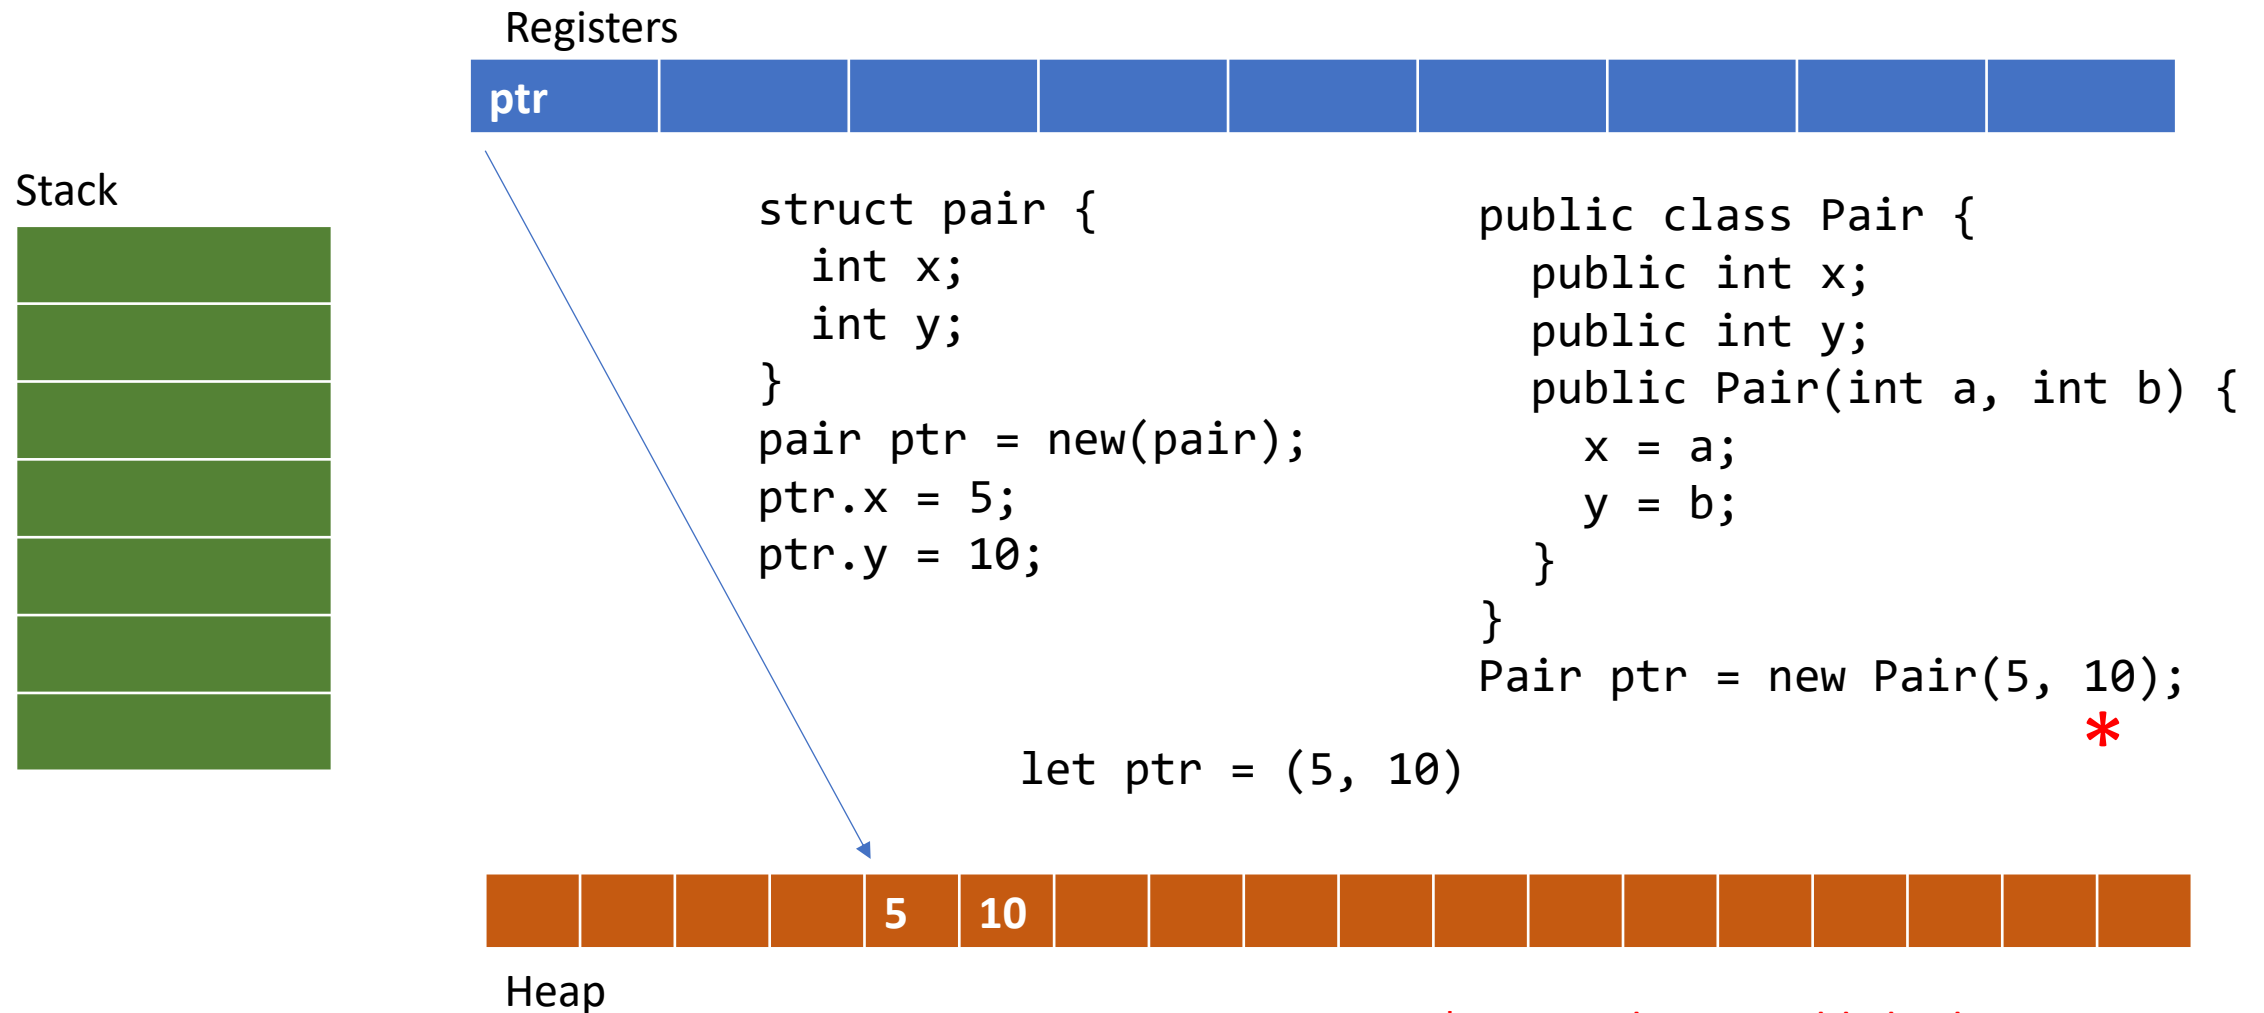 Registers
ptr
Stack
struct pair {
int x;
int y;
}
pair ptr = new(pair);
ptr.x = 5;
ptr.y = 10;
public class Pair {
public int x;
public int y;
public Pair(int a, int b) {
x = a;
y = b;
}
}
Pair ptr = new Pair(5, 10);
*
let ptr = (5, 10)
5 10
Heap